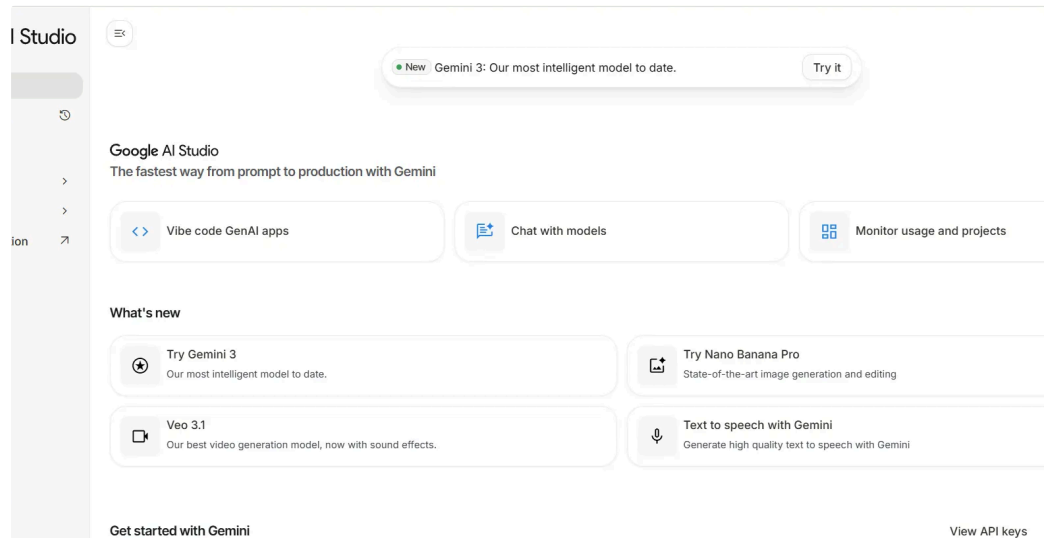 I Studio
New Gemini 3: Our most intelligent model to date. Try it
Google AI Studio
The fastest way from prompt to production with Gemini
Vibe code GenAI apps
Chat with models
Monitor usage and projects
ion
What's new
Try Gemini 3
Our most intelligent model to date.
Try Nano Banana Pro
State-of-the-art image generation and editing
Veo 3.1
Our best video generation model, now with sound effects.
Text to speech with Gemini
Generate high quality text to speech with Gemini
Get started with Gemini
View API keys